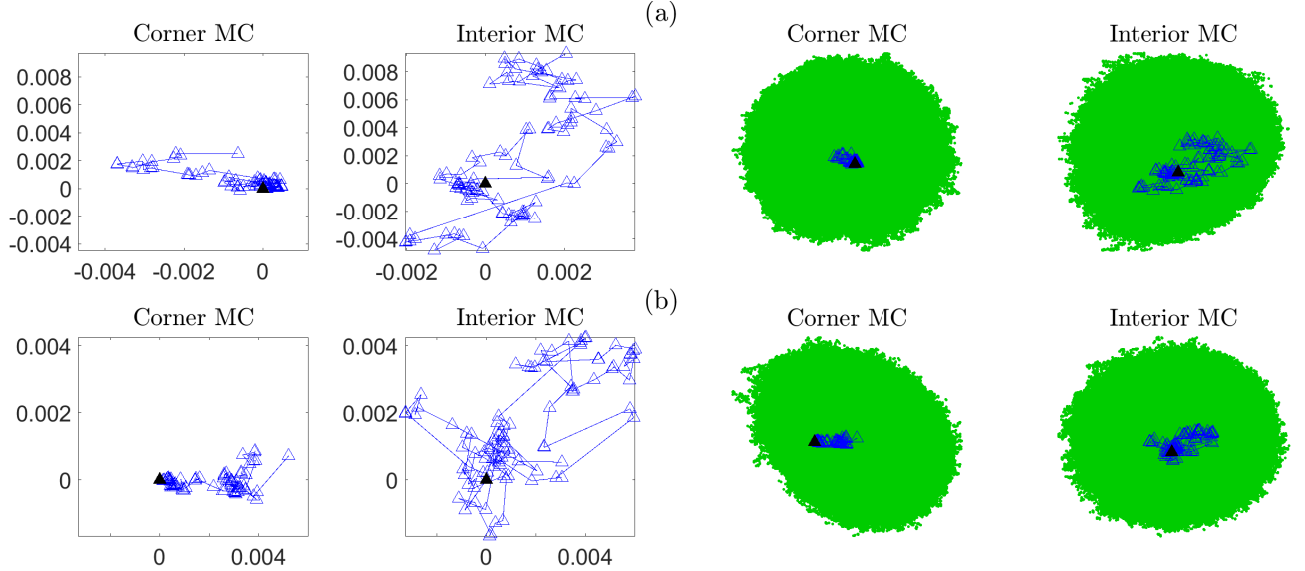 (a)
Corner MC Interior MC Corner MC Interior MC
0.008 0.008
0.006 0.006
0.004 0.004
0.002 0.002
0 0
-0.002 -0.002
-0.004 -0.004
-0.004 -0.002 0 -0.002 0 0.002
(b)
Corner MC Interior MC Corner MC Interior MC
0.004 0.004
0.002 0.002
0 0
0 0.004 0 0.004